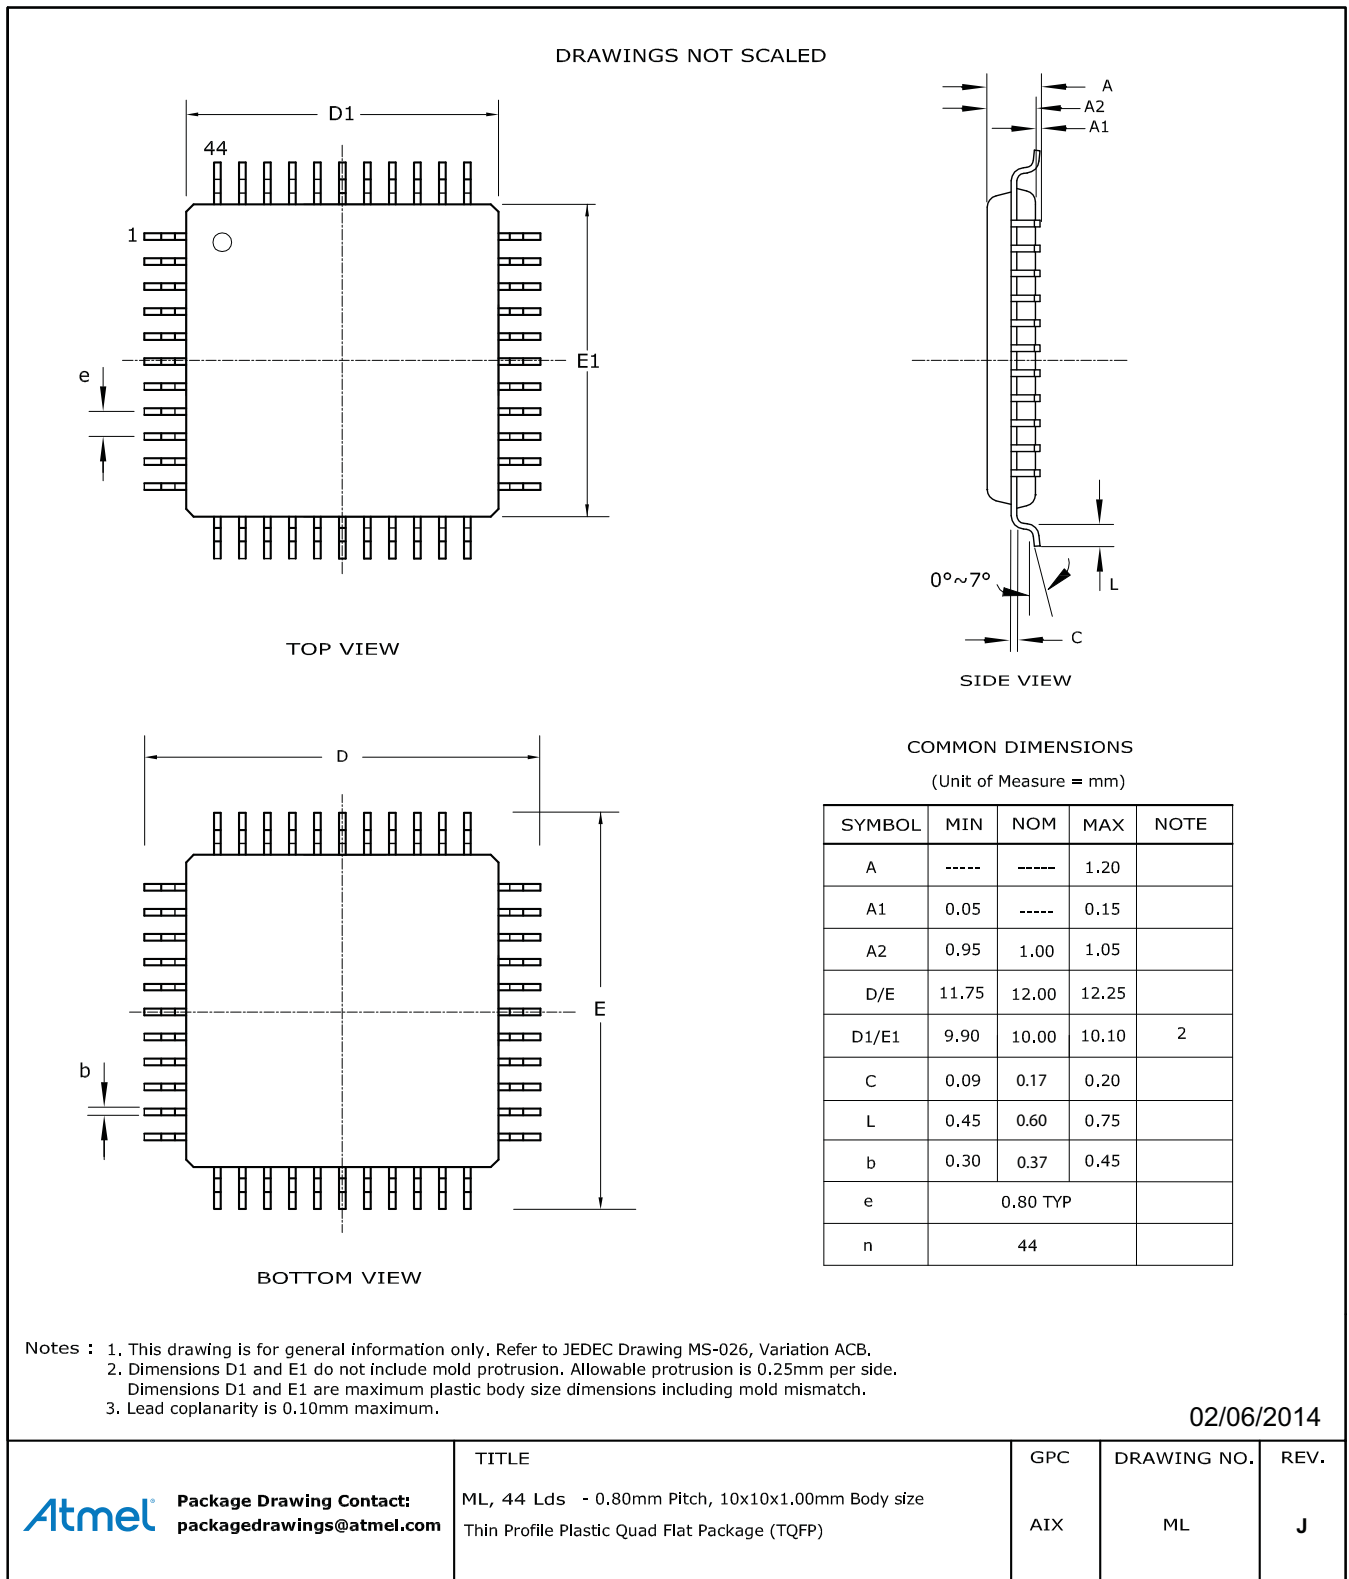 DRAWINGS NOT SCALED
D1
44
1
E1
e
TOP VIEW
A
A2
A1
0°~7°
L
C
SIDE VIEW
D
E
b
BOTTOM VIEW
COMMON DIMENSIONS
(Unit of Measure = mm)
SYMBOL MIN NOM MAX NOTE
A ----- ----- 1.20
A1 0.05 ----- 0.15
A2 0.95 1.00 1.05
D/E 11.75 12.00 12.25
D1/E1 9.90 10.00 10.10 2
C 0.09 0.17 0.20
L 0.45 0.60 0.75
b 0.30 0.37 0.45
e 0.80 TYP
n 44
Notes : 1. This drawing is for general information only. Refer to JEDEC Drawing MS-026, Variation ACB.
2. Dimensions D1 and E1 do not include mold protrusion. Allowable protrusion is 0.25mm per side.
Dimensions D1 and E1 are maximum plastic body size dimensions including mold mismatch.
3. Lead coplanarity is 0.10mm maximum.
02/06/2014
Atmel
Package Drawing Contact:
packagedrawings@atmel.com
TITLE
ML, 44 Lds - 0.80mm Pitch, 10x10x1.00mm Body size
Thin Profile Plastic Quad Flat Package (TQFP)
GPC
AIX
DRAWING NO.
ML
REV.
J